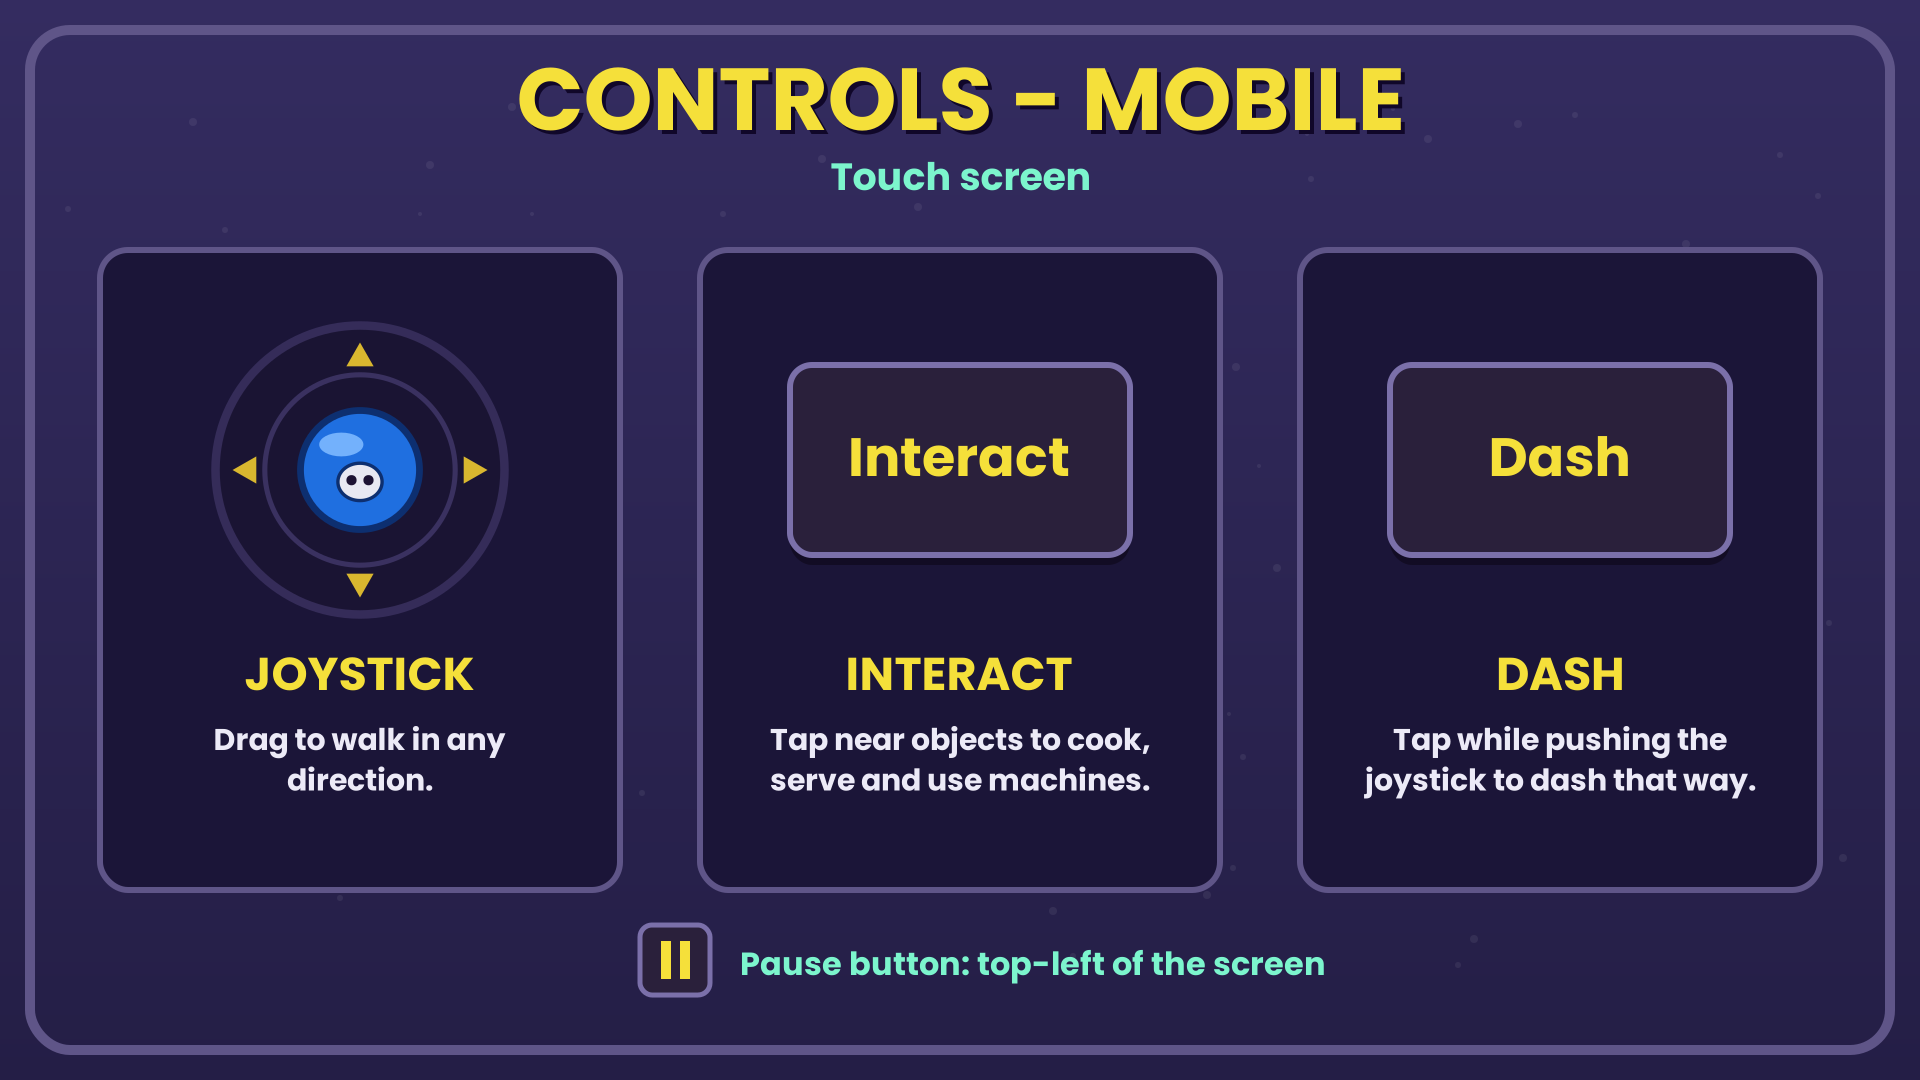 CONTROLS - MOBILE
Touch screen
Interact
Dash
JOYSTICK
Drag to walk in any
direction.
INTERACT
Tap near objects to cook,
serve and use machines.
DASH
Tap while pushing the
joystick to dash that way.
Pause button: top-left of the screen